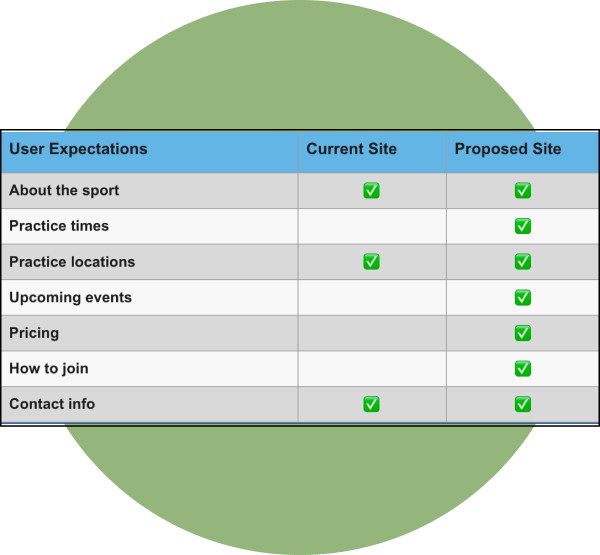 User Expectations Current Site Proposed Site
About the sport ✅ ✅
Practice times ✅
Practice locations ✅ ✅
Upcoming events ✅
Pricing ✅
How to join ✅
Contact info ✅ ✅